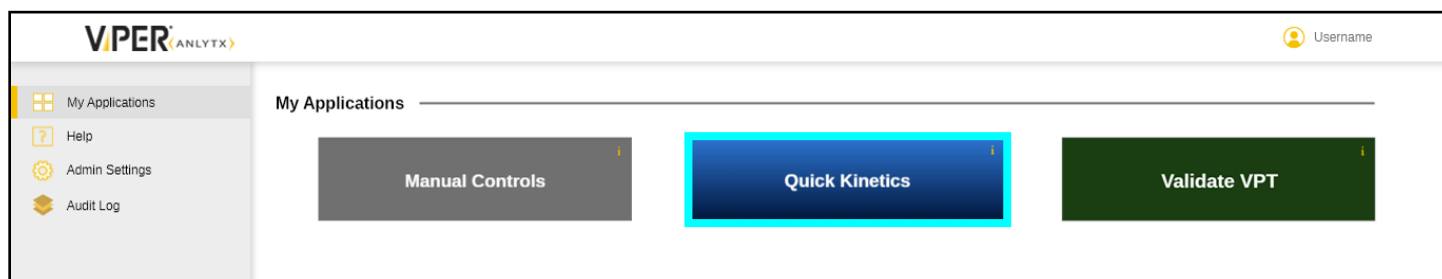 VIPER ⟨ANLYTX⟩
Username
My Applications
Help
Admin Settings
Audit Log
My Applications
i
Manual Controls
i
Quick Kinetics
i
Validate VPT